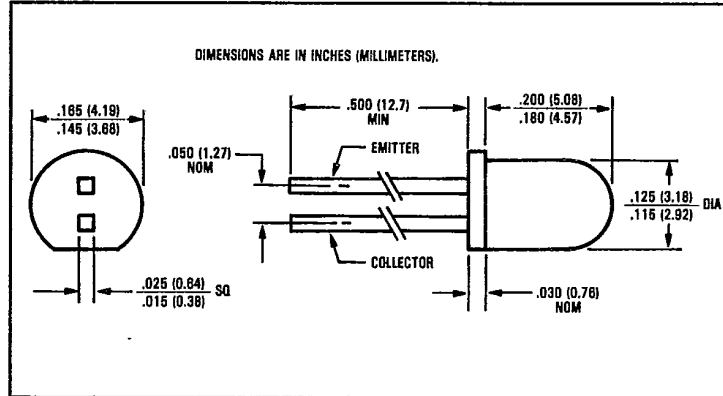 DIMENSIONS ARE IN INCHES (MILLIMETERS).
.165 (4.19)
.145 (3.68)
.500 (12.7)
MIN
.200 (5.08)
.180 (4.57)
.050 (1.27)
NOM
EMITTER
.125 (3.18) DIA
.115 (2.92)
COLLECTOR
.025 (0.64) SQ
.015 (0.38)
.030 (0.76)
NOM